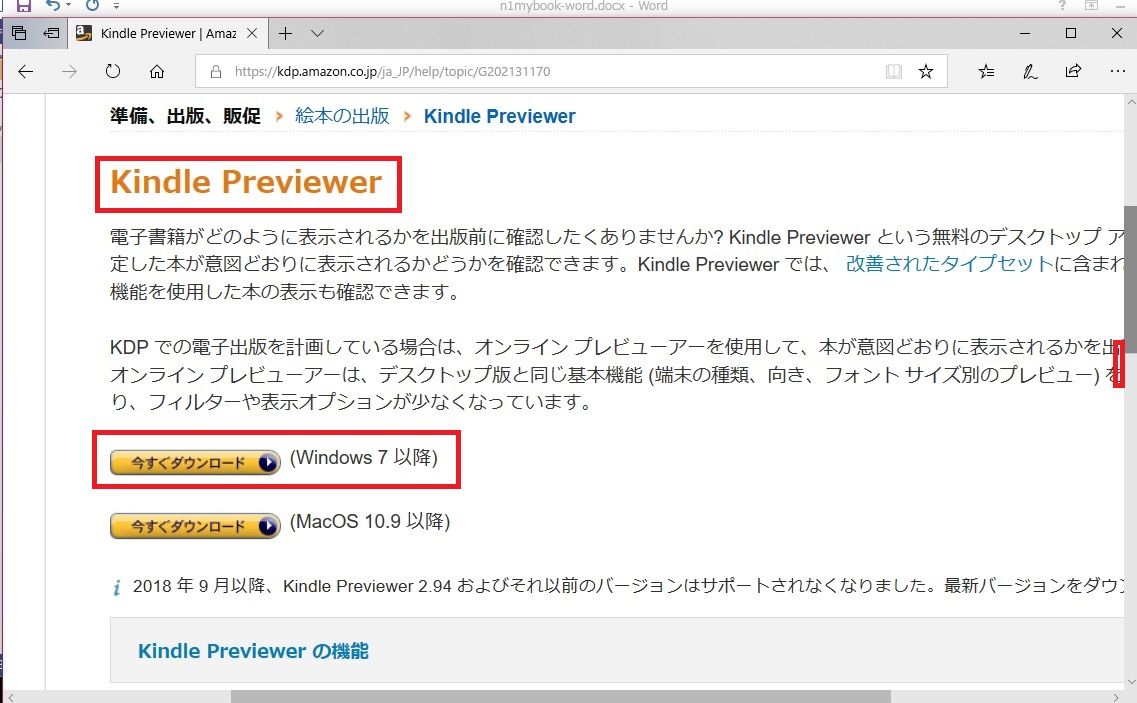 n1mybook-word.docx - Word
Kindle Previewer | Amaz
https://kdp.amazon.co.jp/ja_JP/help/topic/G202131170
準備、出版、販促 › 絵本の出版 › Kindle Previewer
Kindle Previewer
電子書籍がどのように表示されるかを出版前に確認したくありませんか? Kindle Previewer という無料のデスクトップ ア
定した本が意図どおりに表示されるかどうかを確認できます。Kindle Previewer では、 改善されたタイプセットに含まれ
機能を使用した本の表示も確認できます。
KDP での電子出版を計画している場合は、オンライン プレビューアーを使用して、本が意図どおりに表示されるかを出
オンライン プレビューアーは、デスクトップ版と同じ基本機能 (端末の種類、向き、フォント サイズ別のプレビュー) を
り、フィルターや表示オプションが少なくなっています。
今すぐダウンロード (Windows 7 以降)
今すぐダウンロード (MacOS 10.9 以降)
i 2018 年 9 月以降、Kindle Previewer 2.94 およびそれ以前のバージョンはサポートされなくなりました。最新バージョンをダウン
Kindle Previewer の機能